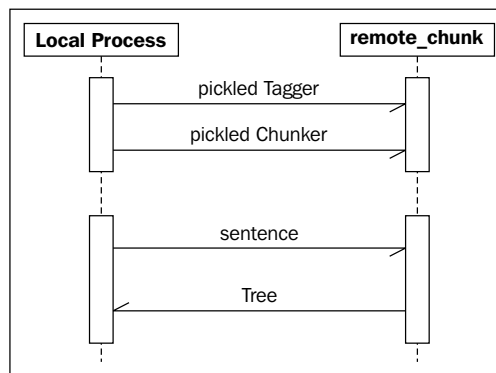 Local Process
remote_chunk
pickled Tagger
pickled Chunker
sentence
Tree